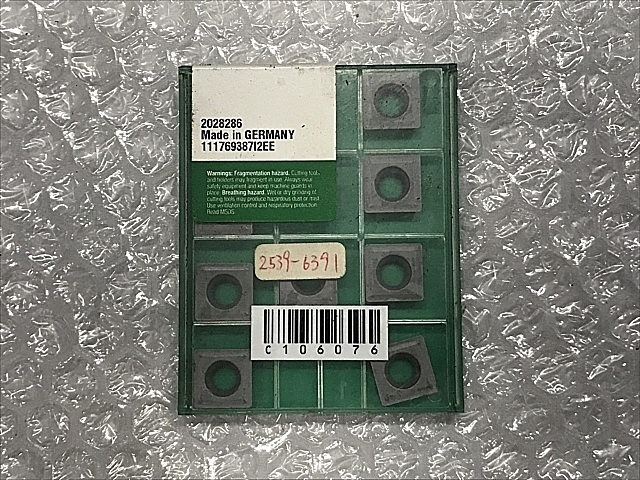 2028286
Made in GERMANY
111769387I2EE
Warnings; Fragmentation hazard. Cutting tools
and holders may fragment in use. Always wear
safety equipment and keep machine guards in
place. Breathing hazard. Wet or dry grinding of
cutting tools may produce hazardous dust or mist.
Use ventilation control and respiratory protection.
Read MSDS.
2539-6391
C106076